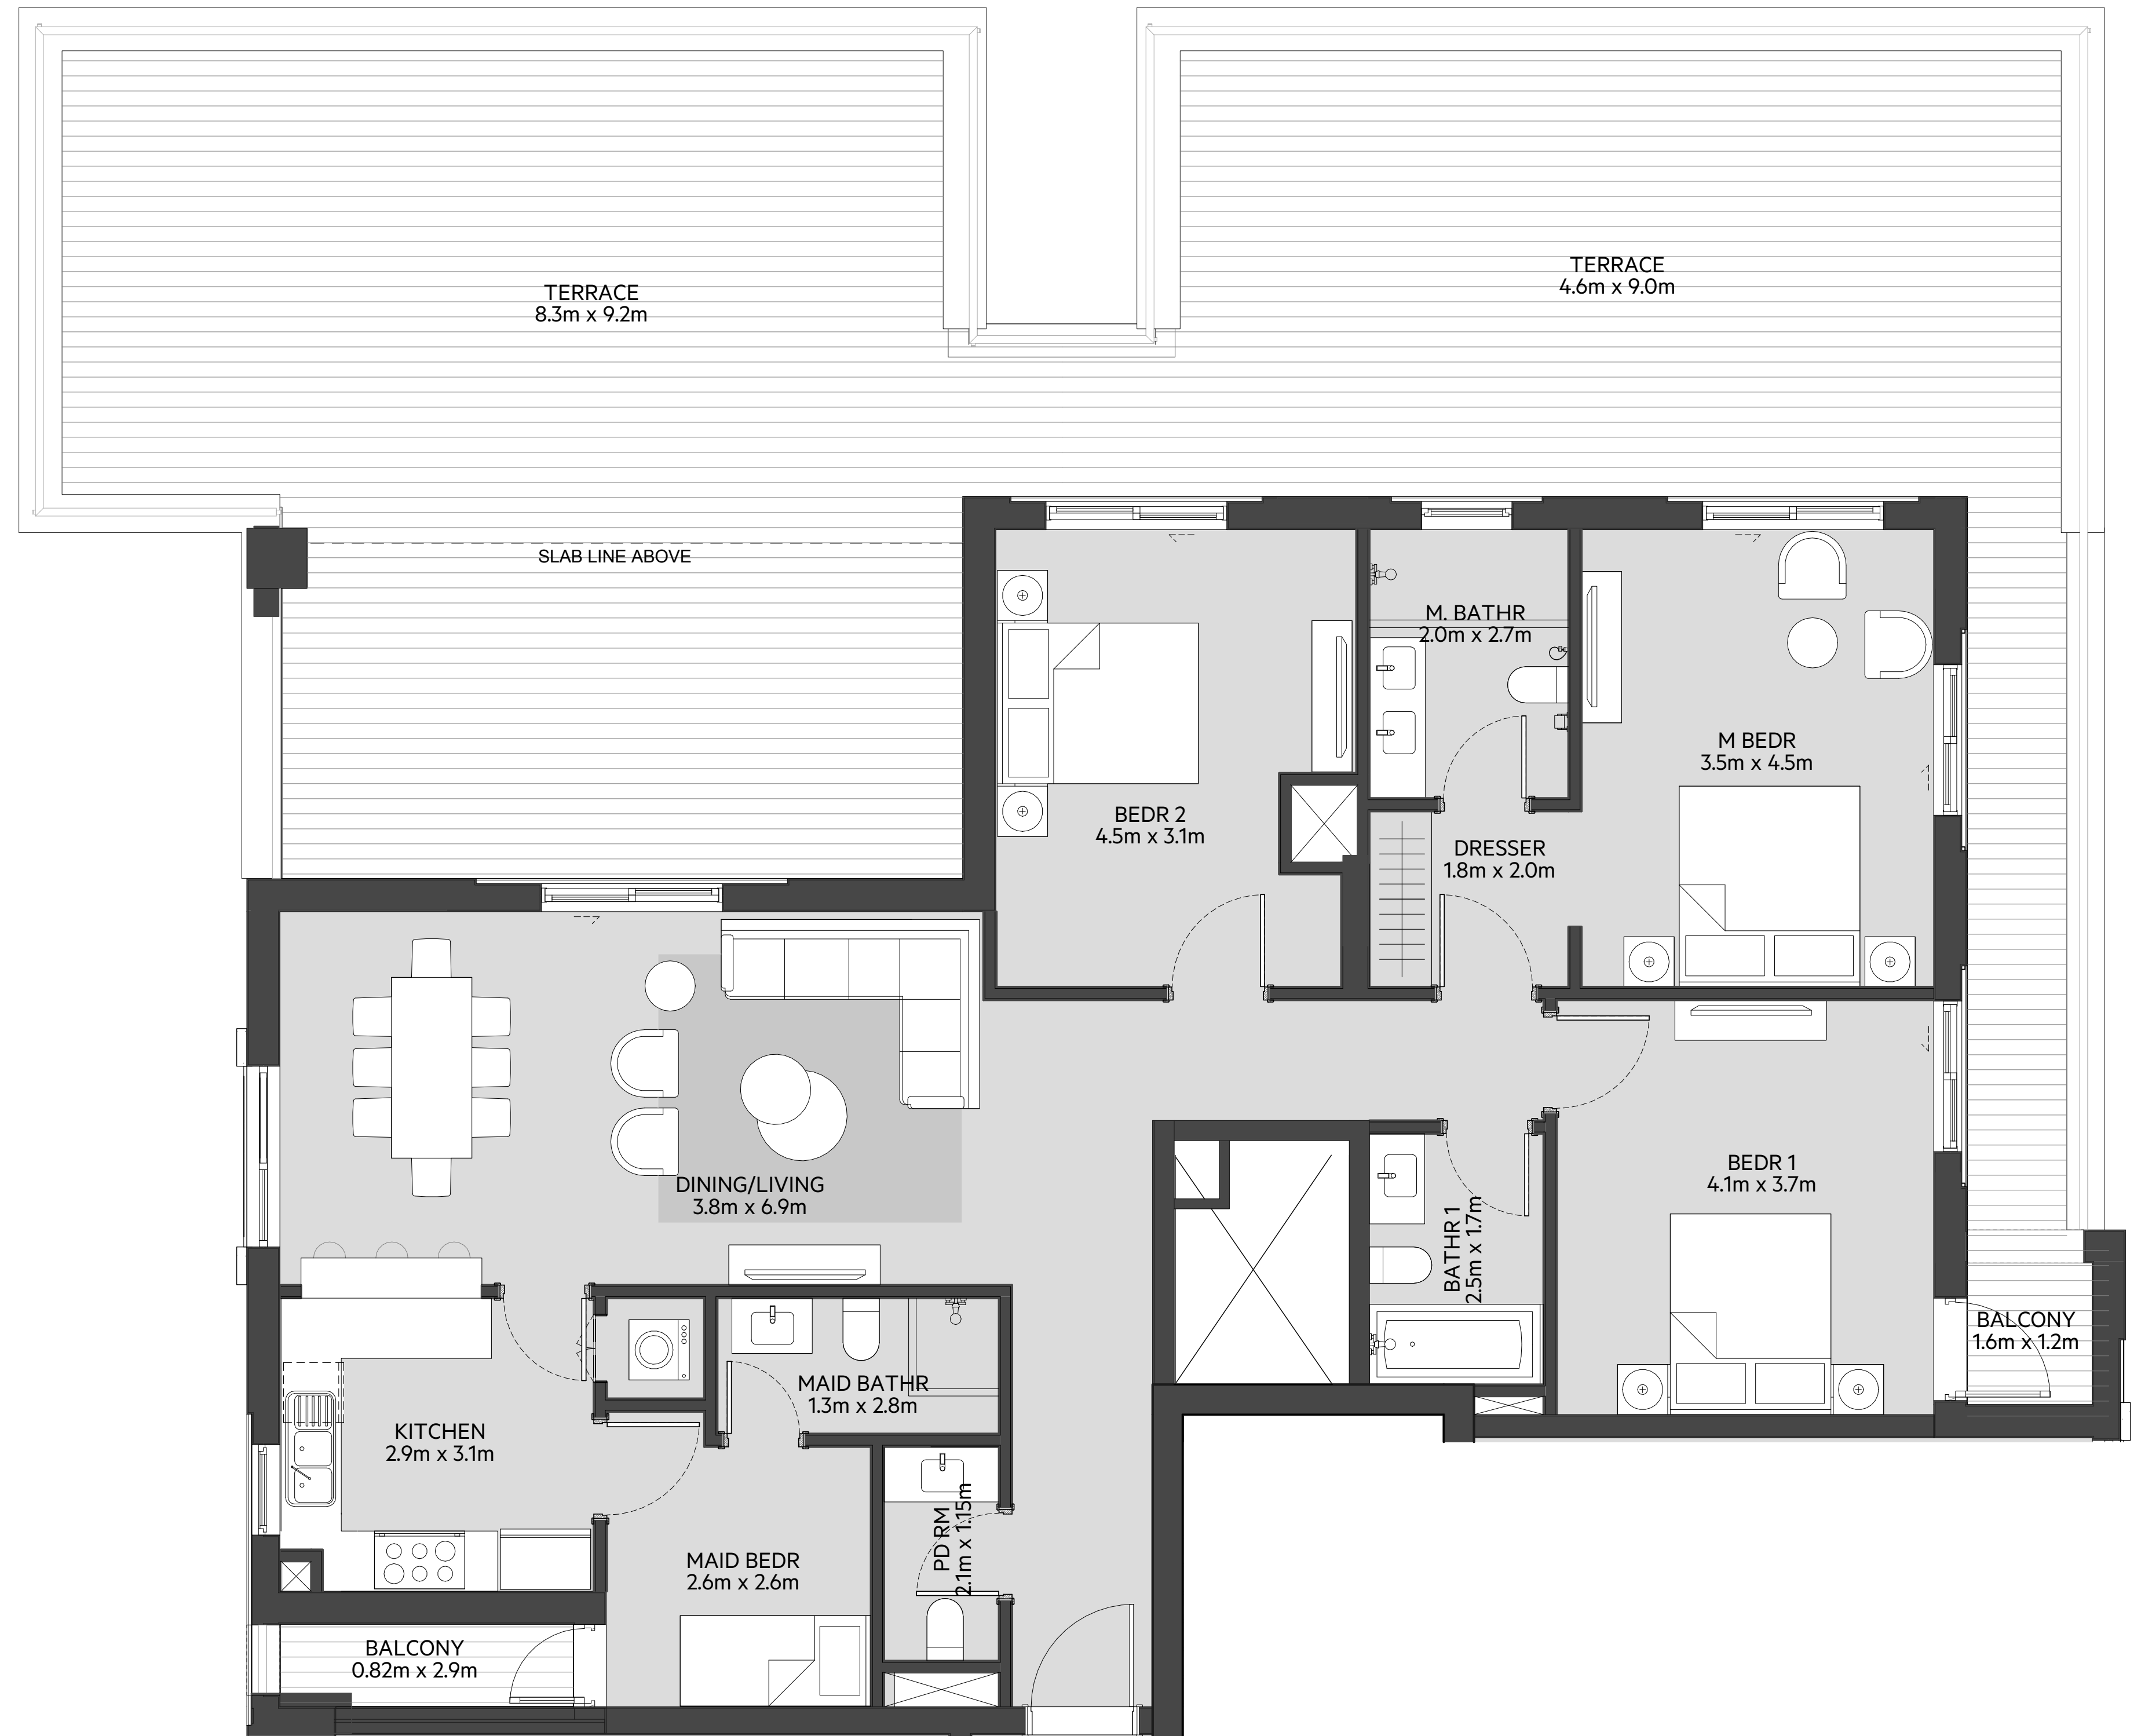 TERRACE
8.3m x 9.2m
TERRACE
4.6m x 9.0m
SLAB LINE ABOVE
M. BATHR
2.0m x 2.7m
M BEDR
3.5m x 4.5m
BEDR 2
4.5m x 3.1m
DRESSER
1.8m x 2.0m
DINING/LIVING
3.8m x 6.9m
BATHR 1
2.5m x 1.7m
BEDR 1
4.1m x 3.7m
BALCONY
1.6m x 1.2m
MAID BATHR
1.3m x 2.8m
KITCHEN
2.9m x 3.1m
PD RM
2.1m x 1.15m
MAID BEDR
2.6m x 2.6m
BALCONY
0.82m x 2.9m